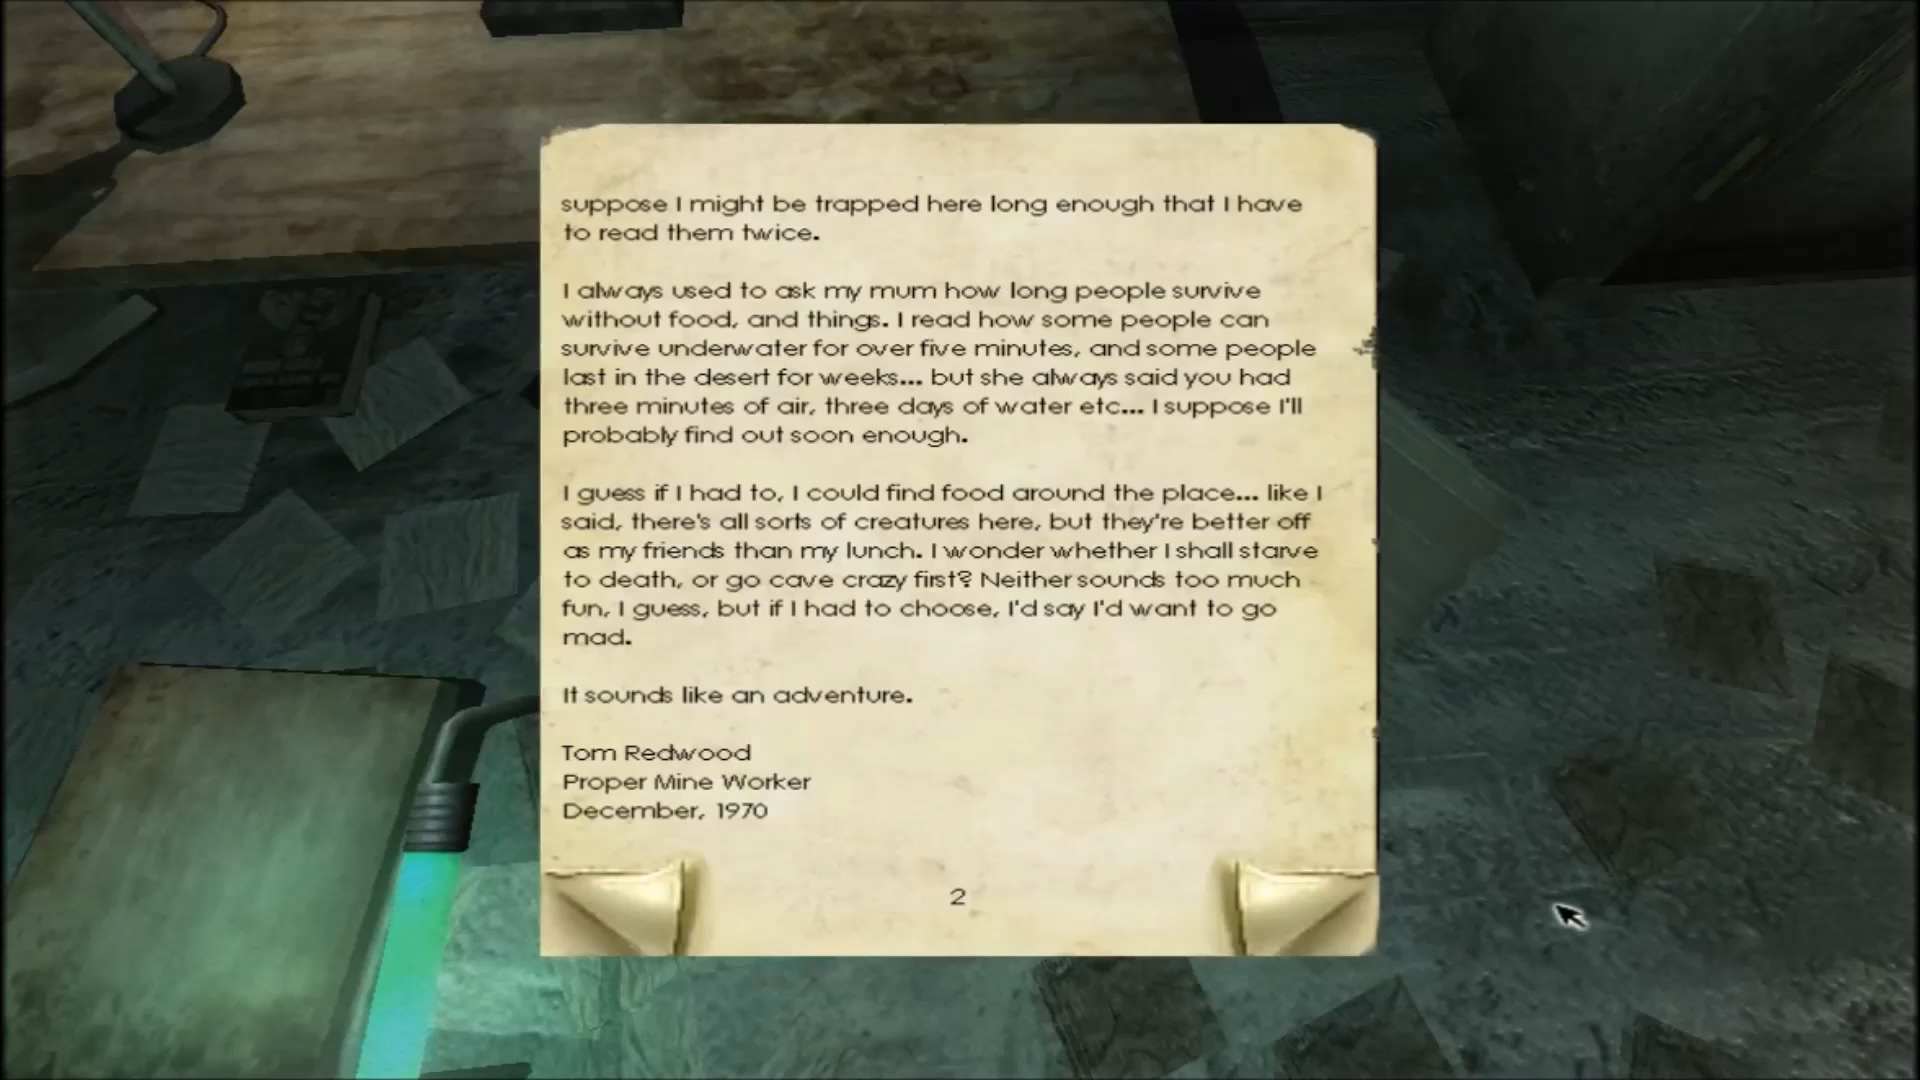 suppose I might be trapped here long enough that I have
to read them twice.
I always used to ask my mum how long people survive
without food, and things. I read how some people can
survive underwater for over five minutes, and some people
last in the desert for weeks... but she always said you had
three minutes of air, three days of water etc... I suppose I'll
probably find out soon enough.
I guess if I had to, I could find food around the place... like I
said, there's all sorts of creatures here, but they're better off
as my friends than my lunch. I wonder whether I shall starve
to death, or go cave crazy first? Neither sounds too much
fun, I guess, but if I had to choose, I'd say I'd want to go
mad.
It sounds like an adventure.
Tom Redwood
Proper Mine Worker
December, 1970
2